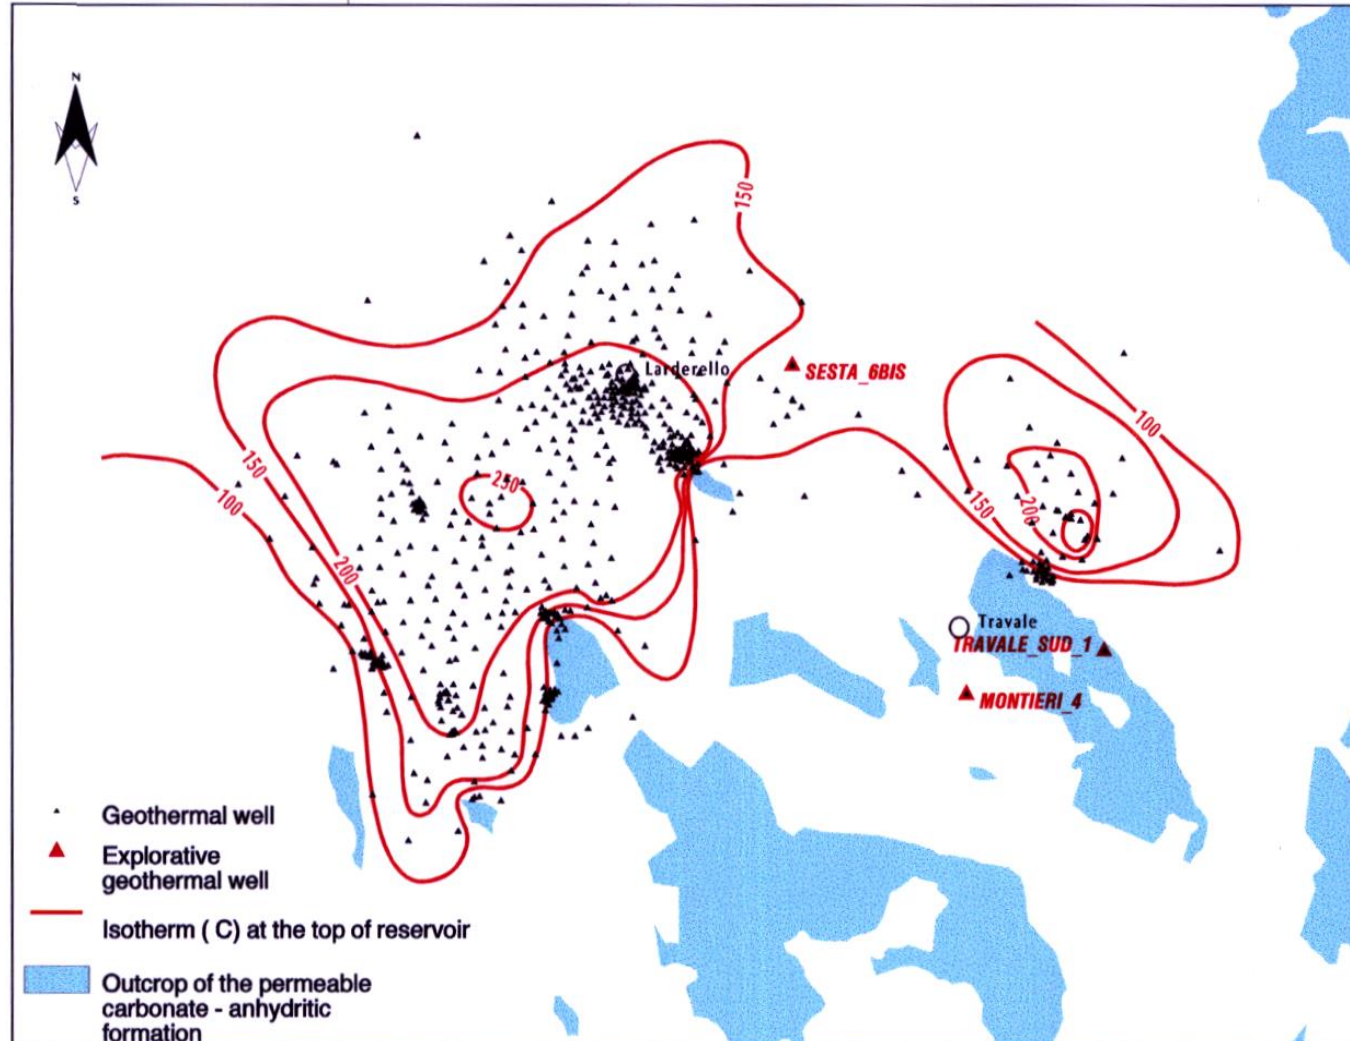 N
S
150
Larderello
SESTA_6BIS
100
150
250
100
150
200
200
Travale
TRAVALE_SUD_1
MONTIERI_4
Geothermal well
Explorative
geothermal well
Isotherm ( C) at the top of reservoir
Outcrop of the permeable
carbonate - anhydritic
formation